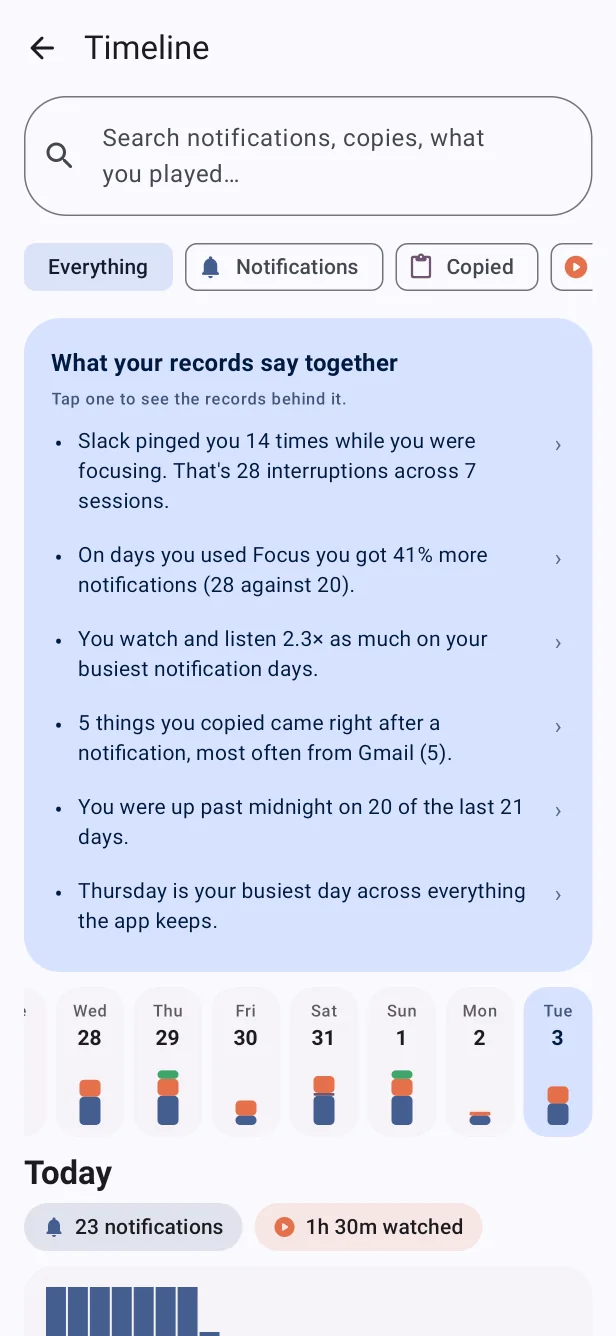 Timeline
Search notifications, copies, what
you played…
Everything
Notifications
Copied
What your records say together
Tap one to see the records behind it.
• Slack pinged you 14 times while you were
focusing. That's 28 interruptions across 7
sessions.
• On days you used Focus you got 41% more
notifications (28 against 20).
• You watch and listen 2.3× as much on your
busiest notification days.
• 5 things you copied came right after a
notification, most often from Gmail (5).
• You were up past midnight on 20 of the last 21
days.
• Thursday is your busiest day across everything
the app keeps.
Wed Thu Fri Sat Sun Mon Tue
28 29 30 31 1 2 3
Today
23 notifications
1h 30m watched